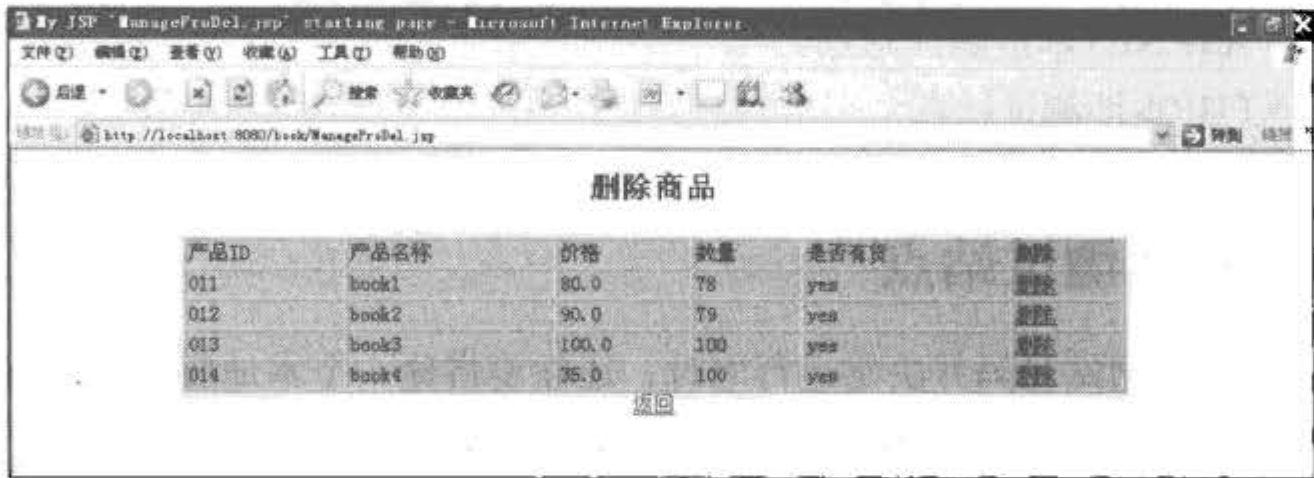 My JSP 'ManageProDel.jsp' starting page - Microsoft Internet Explorer
文件(F) 编辑(E) 查看(V) 收藏(A) 工具(T) 帮助(H)
后退 搜索 收藏夹
http://localhost:8080/book/ManageProDel.jsp 转到 链接
删除商品
产品ID 产品名称 价格 数量 是否有货 删除
011 book1 80.0 78 yes 删除
012 book2 90.0 79 yes 删除
013 book3 100.0 100 yes 删除
014 book4 35.0 100 yes 删除
返回